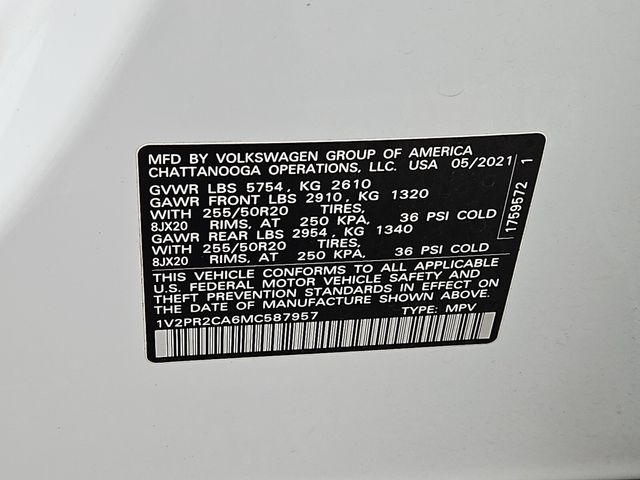 MFD BY VOLKSWAGEN GROUP OF AMERICA
CHATTANOOGA OPERATIONS, LLC. USA 05/2021
GVWR LBS 5754, KG 2610
GAWR FRONT LBS 2910, KG 1320
WITH 255/50R20 TIRES,
8JX20 RIMS, AT 250 KPA, 36 PSI COLD
GAWR REAR LBS 2954, KG 1340
WITH 255/50R20 TIRES,
8JX20 RIMS, AT 250 KPA, 36 PSI COLD
THIS VEHICLE CONFORMS TO ALL APPLICABLE
U.S. FEDERAL MOTOR VEHICLE SAFETY AND
THEFT PREVENTION STANDARDS IN EFFECT ON
THE DATE OF MANUFACTURE SHOWN ABOVE.
1V2PR2CA6MC587957 TYPE: MPV
1759572 1